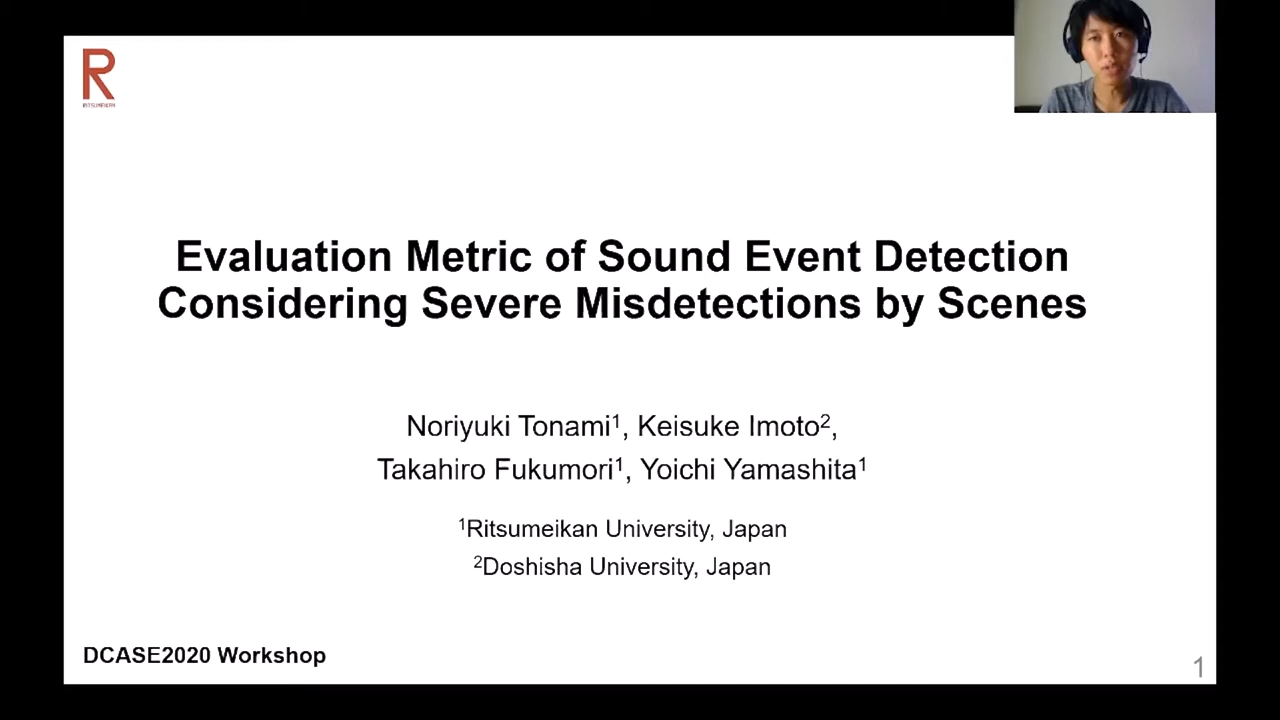 R
RITSUMEIKAN
Evaluation Metric of Sound Event Detection
Considering Severe Misdetections by Scenes
Noriyuki Tonami¹, Keisuke Imoto²,
Takahiro Fukumori¹, Yoichi Yamashita¹
¹Ritsumeikan University, Japan
²Doshisha University, Japan
DCASE2020 Workshop
1